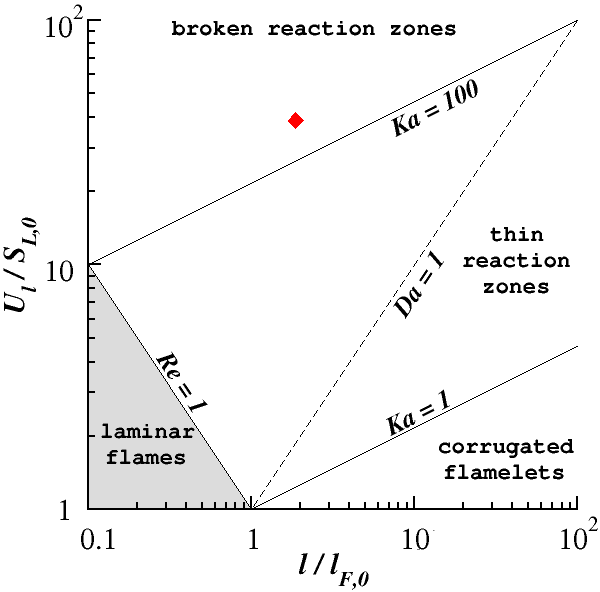 10²
broken reaction zones
Ka = 100
U_l / S_L,0
thin
reaction
zones
10
Da = 1
Re = 1
Ka = 1
laminar
flames
corrugated
flamelets
1
0.1 1 10 10²
l / l_F,0